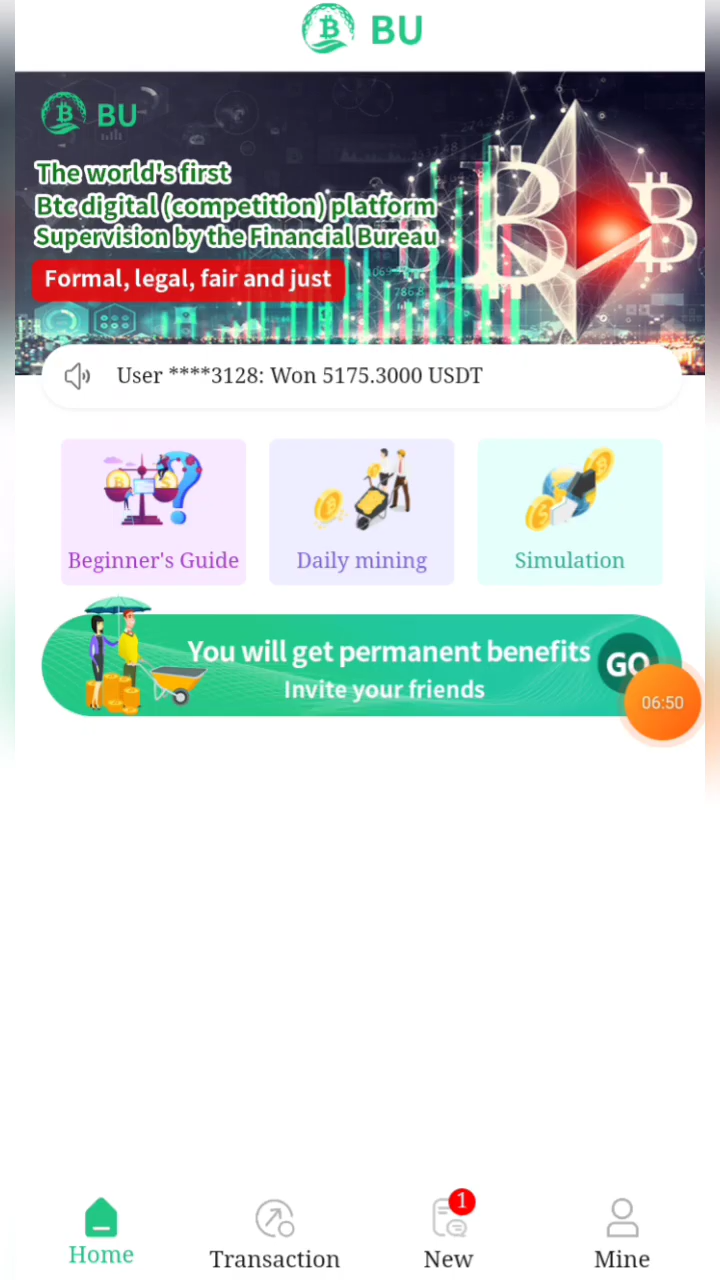 BU
BU
The world's first
Btc digital (competition) platform
Supervision by the Financial Bureau
Formal, legal, fair and just
User ****3128: Won 5175.3000 USDT
Beginner's Guide
Daily mining
Simulation
You will get permanent benefits
Invite your friends
GO
06:50
1
Home
Transaction
New
Mine